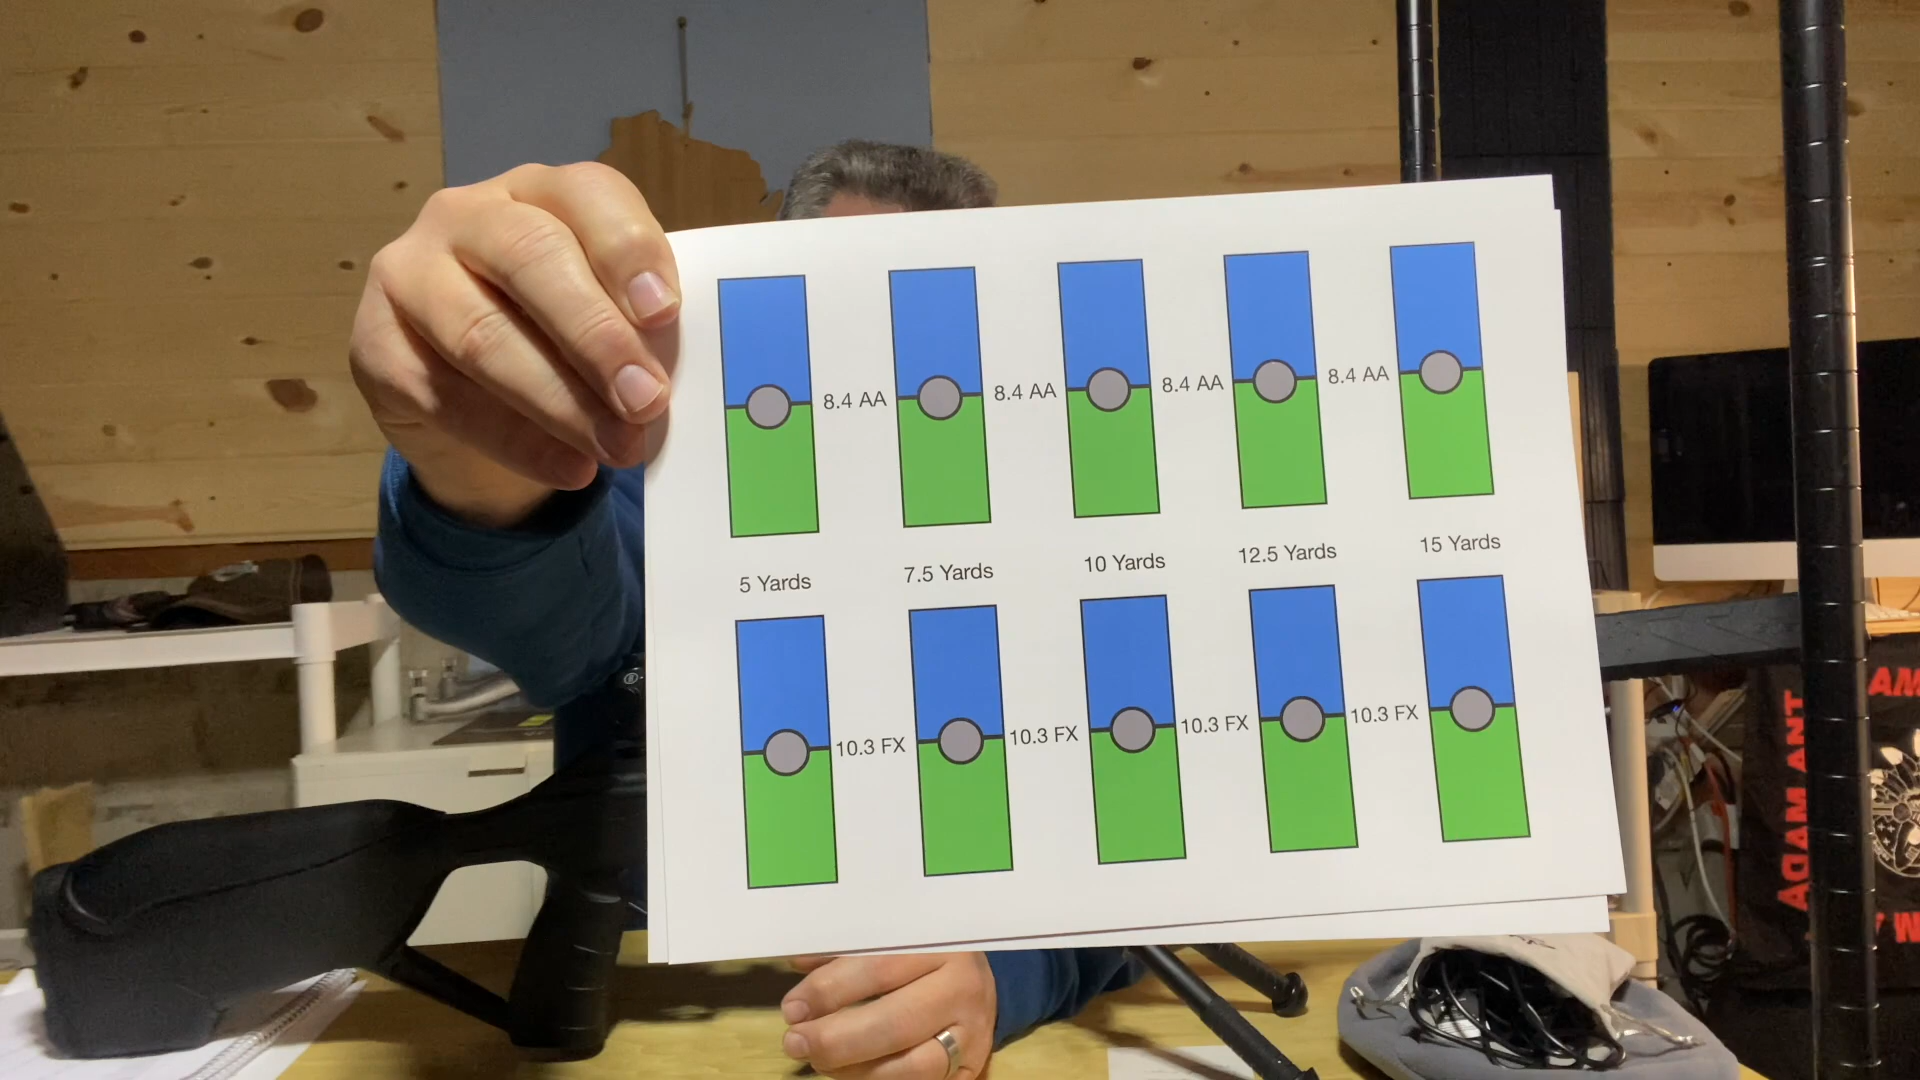 8.4 AA 8.4 AA 8.4 AA 8.4 AA
5 Yards 7.5 Yards 10 Yards 12.5 Yards 15 Yards
10.3 FX 10.3 FX 10.3 FX 10.3 FX
ADAM ANT
AM